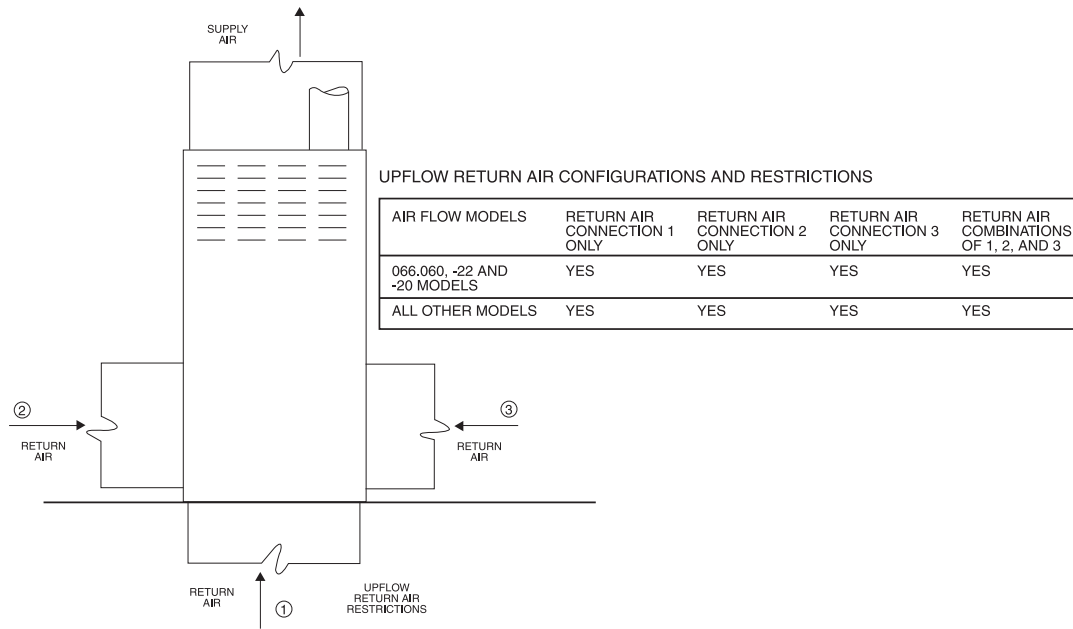 SUPPLY
AIR
UPFLOW RETURN AIR CONFIGURATIONS AND RESTRICTIONS
AIR FLOW MODELS
RETURN AIR
CONNECTION 1
ONLY
RETURN AIR
CONNECTION 2
ONLY
RETURN AIR
CONNECTION 3
ONLY
RETURN AIR
COMBINATIONS
OF 1, 2, AND 3
066.060, -22 AND
-20 MODELS
YES
YES
YES
YES
ALL OTHER MODELS
YES
YES
YES
YES
②
RETURN
AIR
③
RETURN
AIR
RETURN
AIR
①
UPFLOW
RETURN AIR
RESTRICTIONS